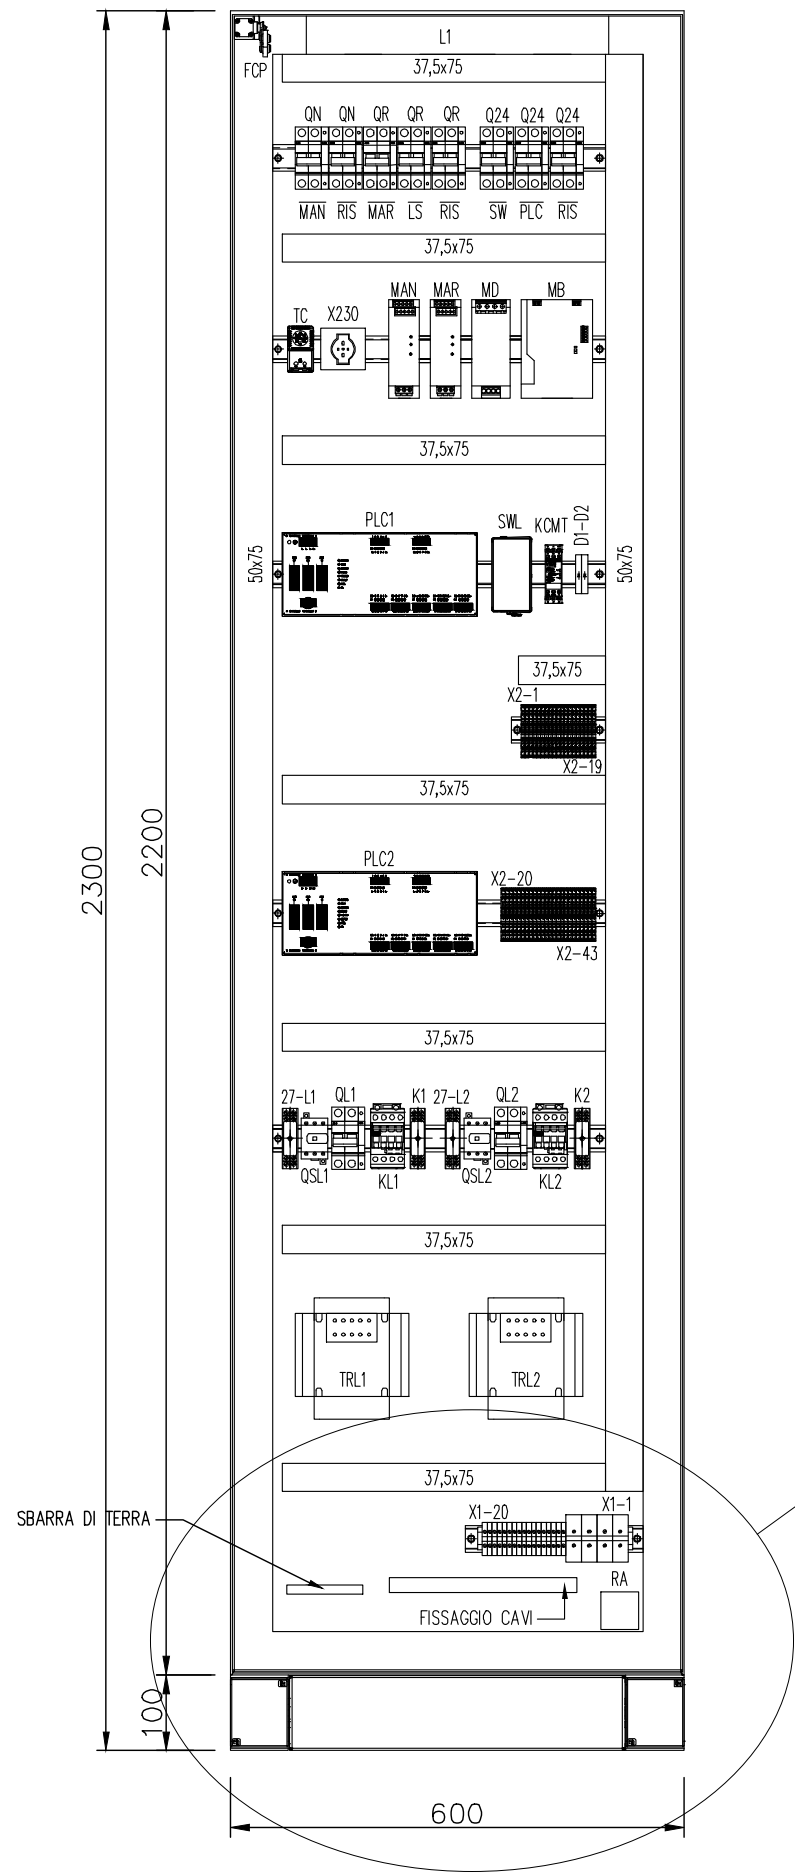 L1
FCP
37,5x75
QN QN QR QR QR Q24 Q24 Q24
MAN RIS MAR LS RIS SW PLC RIS
37,5x75
TC X230 MAN MAR MD MB
37,5x75
PLC1 SWL KCMT D1-D2
50x75
50x75
37,5x75
X2-1
X2-19
37,5x75
2300
2200
PLC2 X2-20
X2-43
37,5x75
27-L1 QL1 K1 27-L2 QL2 K2
QSL1 KL1 QSL2 KL2
37,5x75
TRL1 TRL2
37,5x75
X1-20 X1-1
SBARRA DI TERRA
RA
FISSAGGIO CAVI
100
600